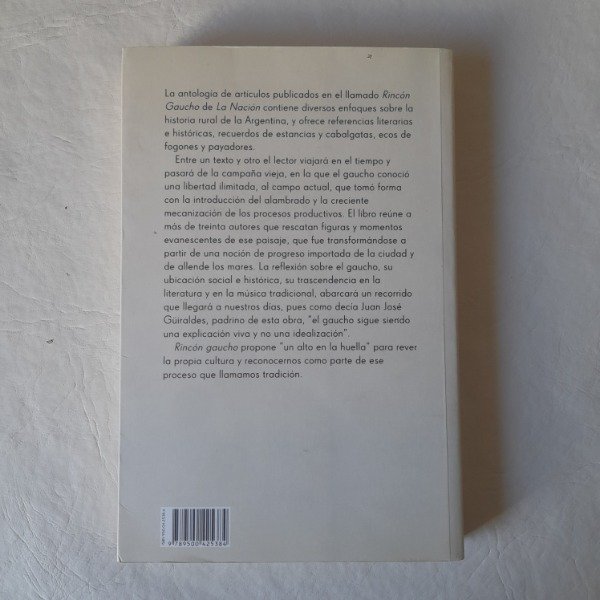 La antología de artículos publicados en el llamado Rincón
Gaucho de La Nación contiene diversos enfoques sobre la
historia rural de la Argentina, y ofrece referencias literarias
e históricas, recuerdos de estancias y cabalgatas, ecos de
fogones y payadores.
Entre un texto y otro el lector viajará en el tiempo y
pasará de la campaña vieja, en la que el gaucho conoció
una libertad ilimitada, al campo actual, que tomó forma
con la introducción del alambrado y la creciente
mecanización de los procesos productivos. El libro reúne a
más de treinta autores que rescatan figuras y momentos
evanescentes de ese paisaje, que fue transformándose a
partir de una noción de progreso importada de la ciudad y
de allende los mares. La reflexión sobre el gaucho, su
ubicación social e histórica, su trascendencia en la
literatura y en la música tradicional, abarcará un recorrido
que llegará a nuestros días, pues como decía Juan José
Güiraldes, padrino de esta obra, "el gaucho sigue siendo
una explicación viva y no una idealización".
Rincón gaucho propone "un alto en la huella" para rever
la propia cultura y reconocernos como parte de ese
proceso que llamamos tradición.
9 789500 425384